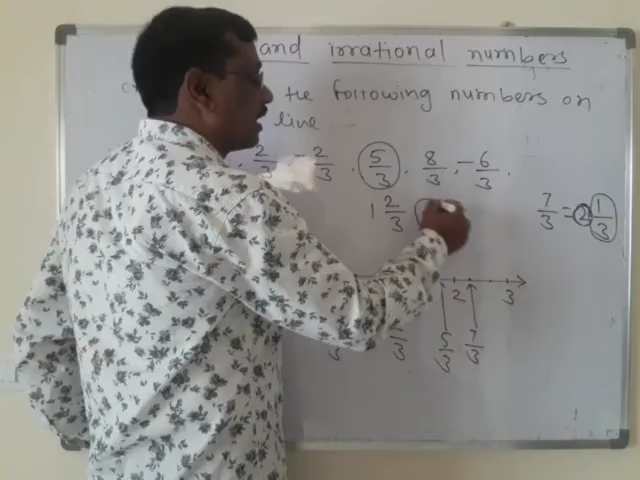 and irrational numbers
the following numbers on
line
2/3 2/3 . 5/3 . 8/3 . -6/3 .
1 2/3 7/3 = 2 1/3
2 3
5/3 7/3